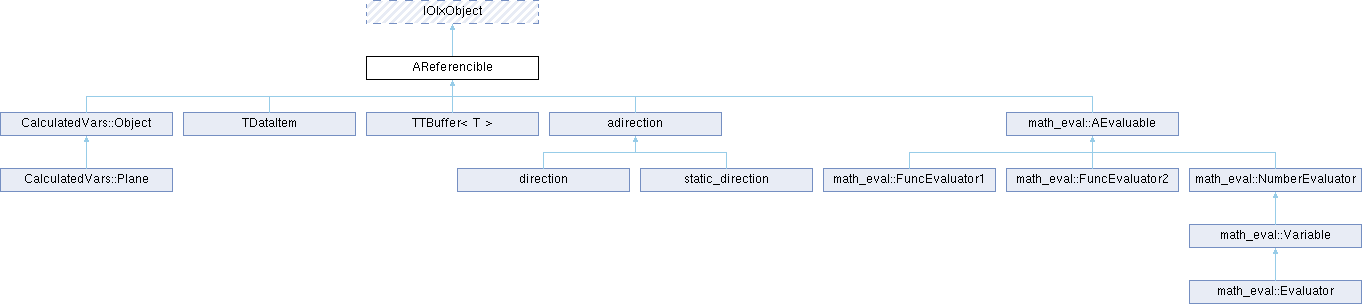 IOlxObject
AReferencible
CalculatedVars::Object
TDataItem
TTBuffer< T >
adirection
math_eval::AEvaluable
CalculatedVars::Plane
direction
static_direction
math_eval::FuncEvaluator1
math_eval::FuncEvaluator2
math_eval::NumberEvaluator
math_eval::Variable
math_eval::Evaluator